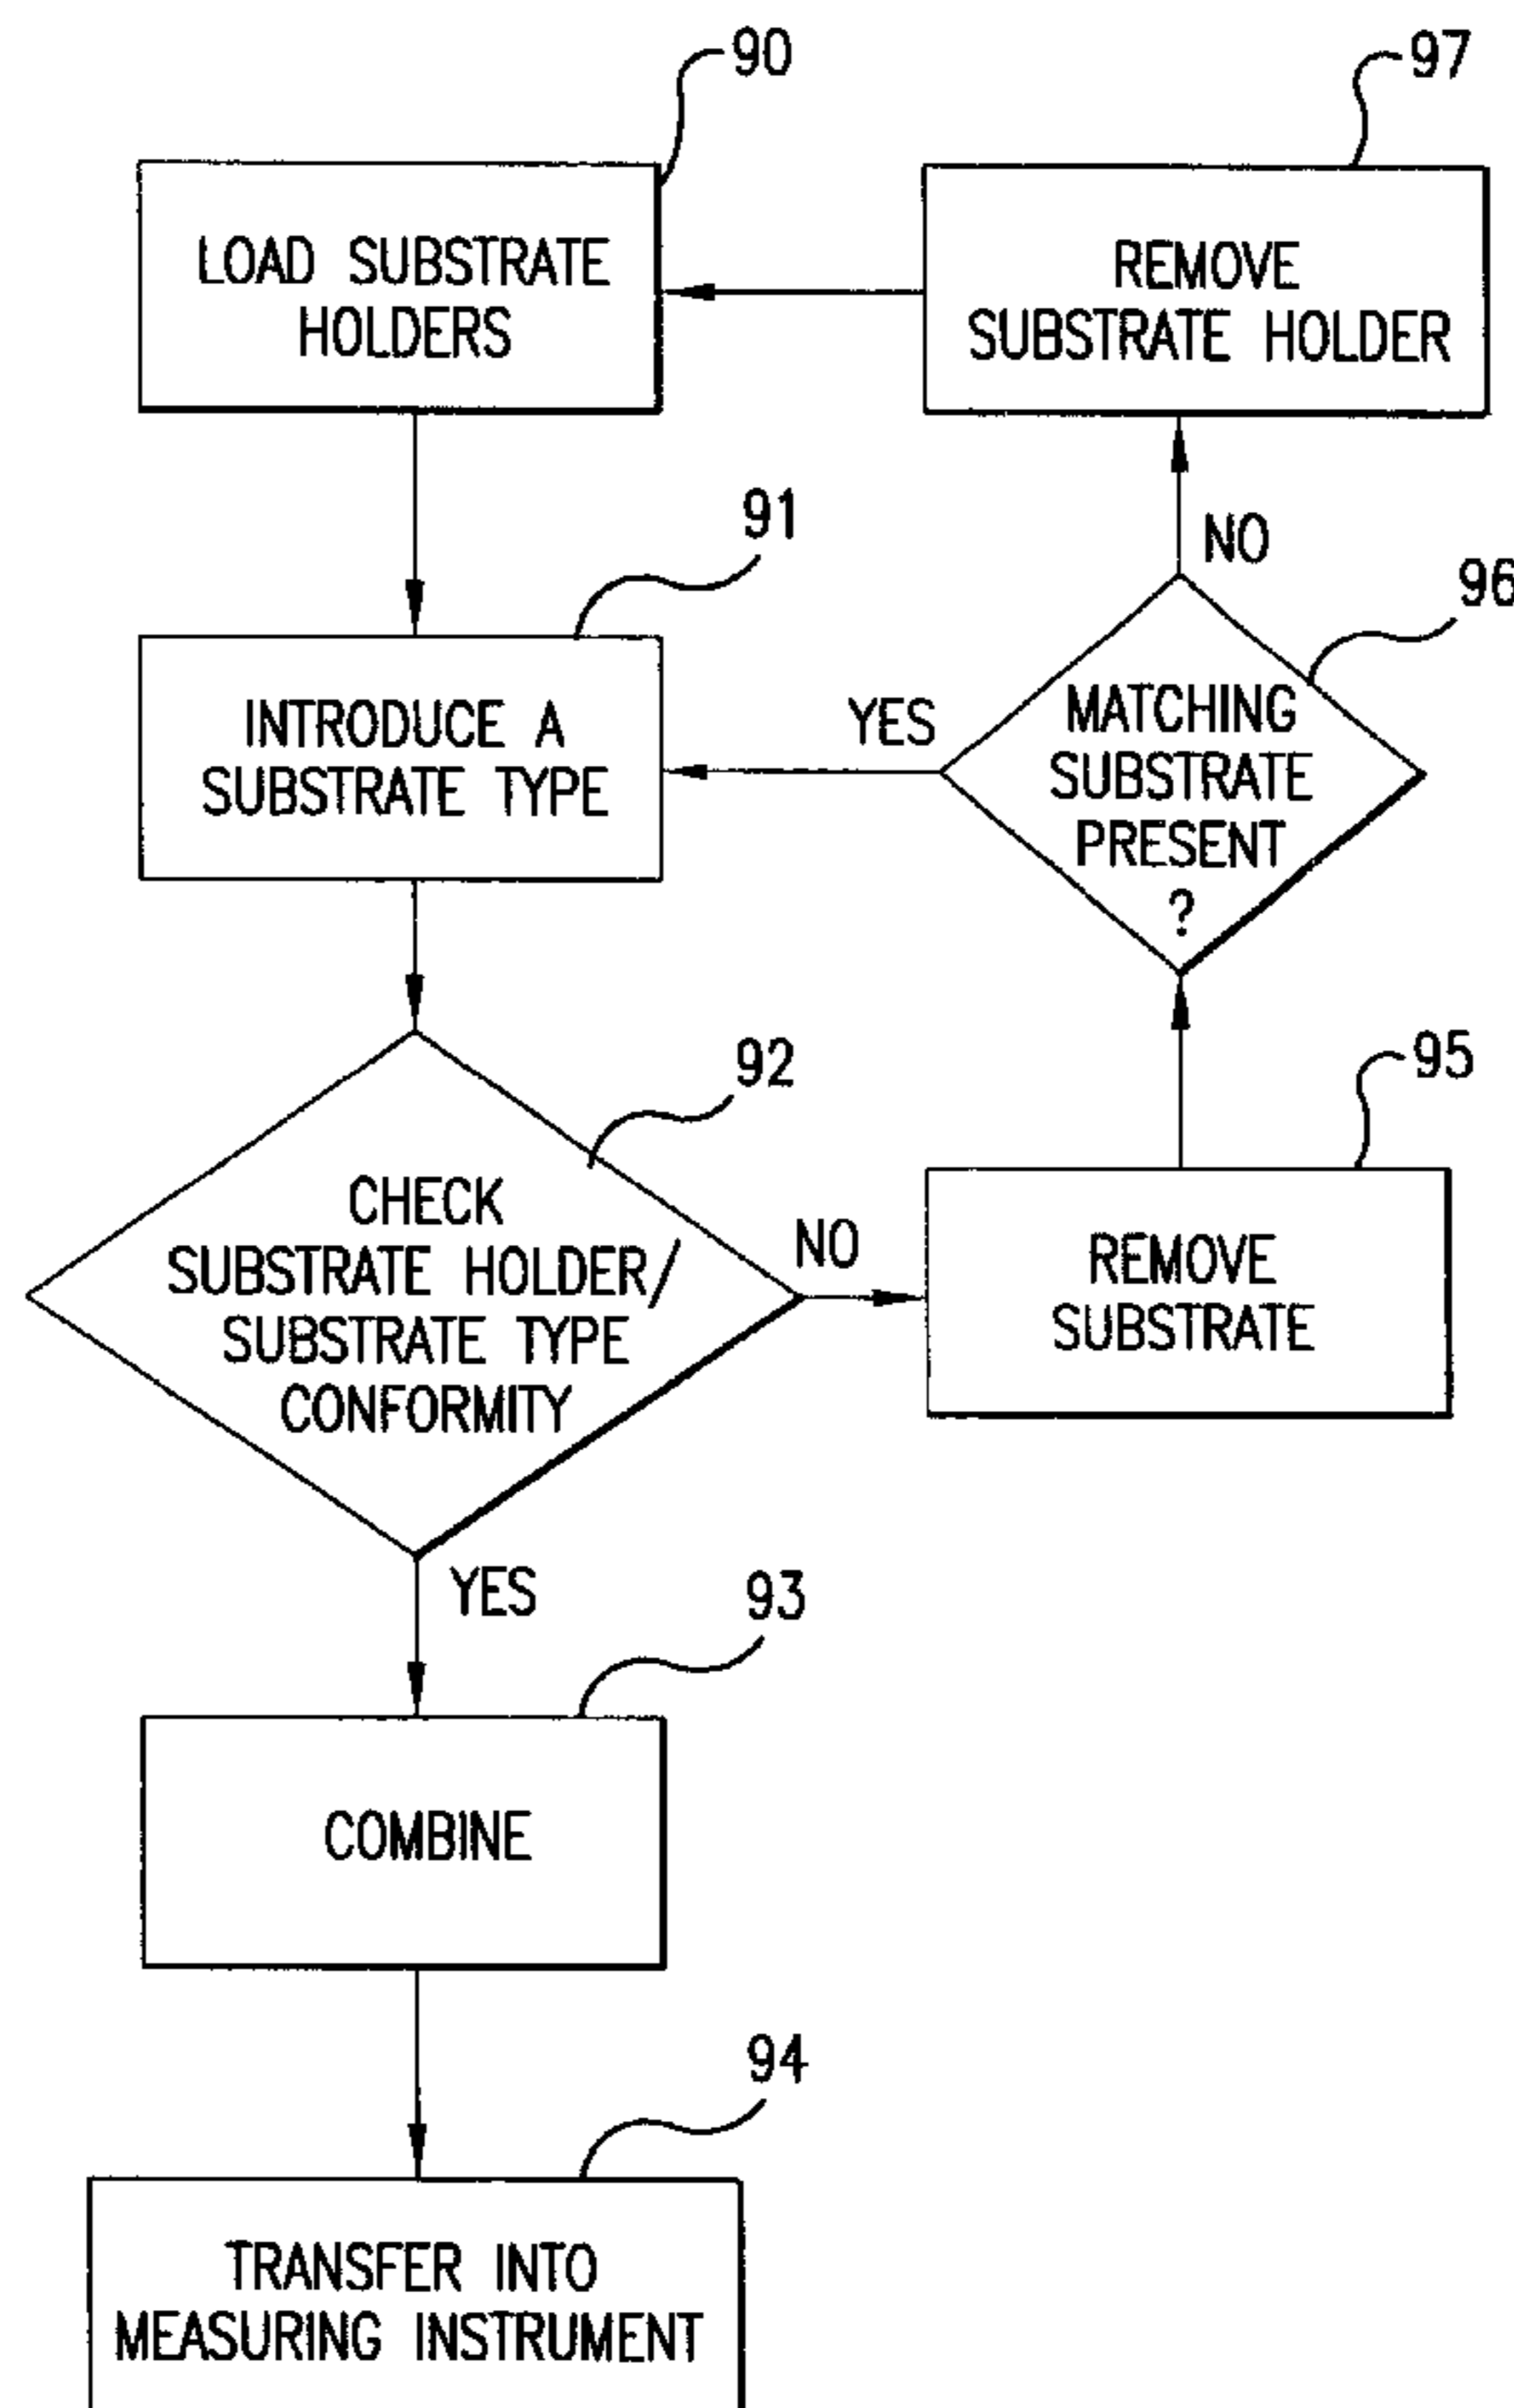 90
LOAD SUBSTRATE
HOLDERS
97
REMOVE
SUBSTRATE HOLDER
91
INTRODUCE A
SUBSTRATE TYPE
NO
96
YES
MATCHING
SUBSTRATE
PRESENT
?
92
CHECK
SUBSTRATE HOLDER/
SUBSTRATE TYPE
CONFORMITY
NO
95
REMOVE
SUBSTRATE
YES
93
COMBINE
94
TRANSFER INTO
MEASURING INSTRUMENT